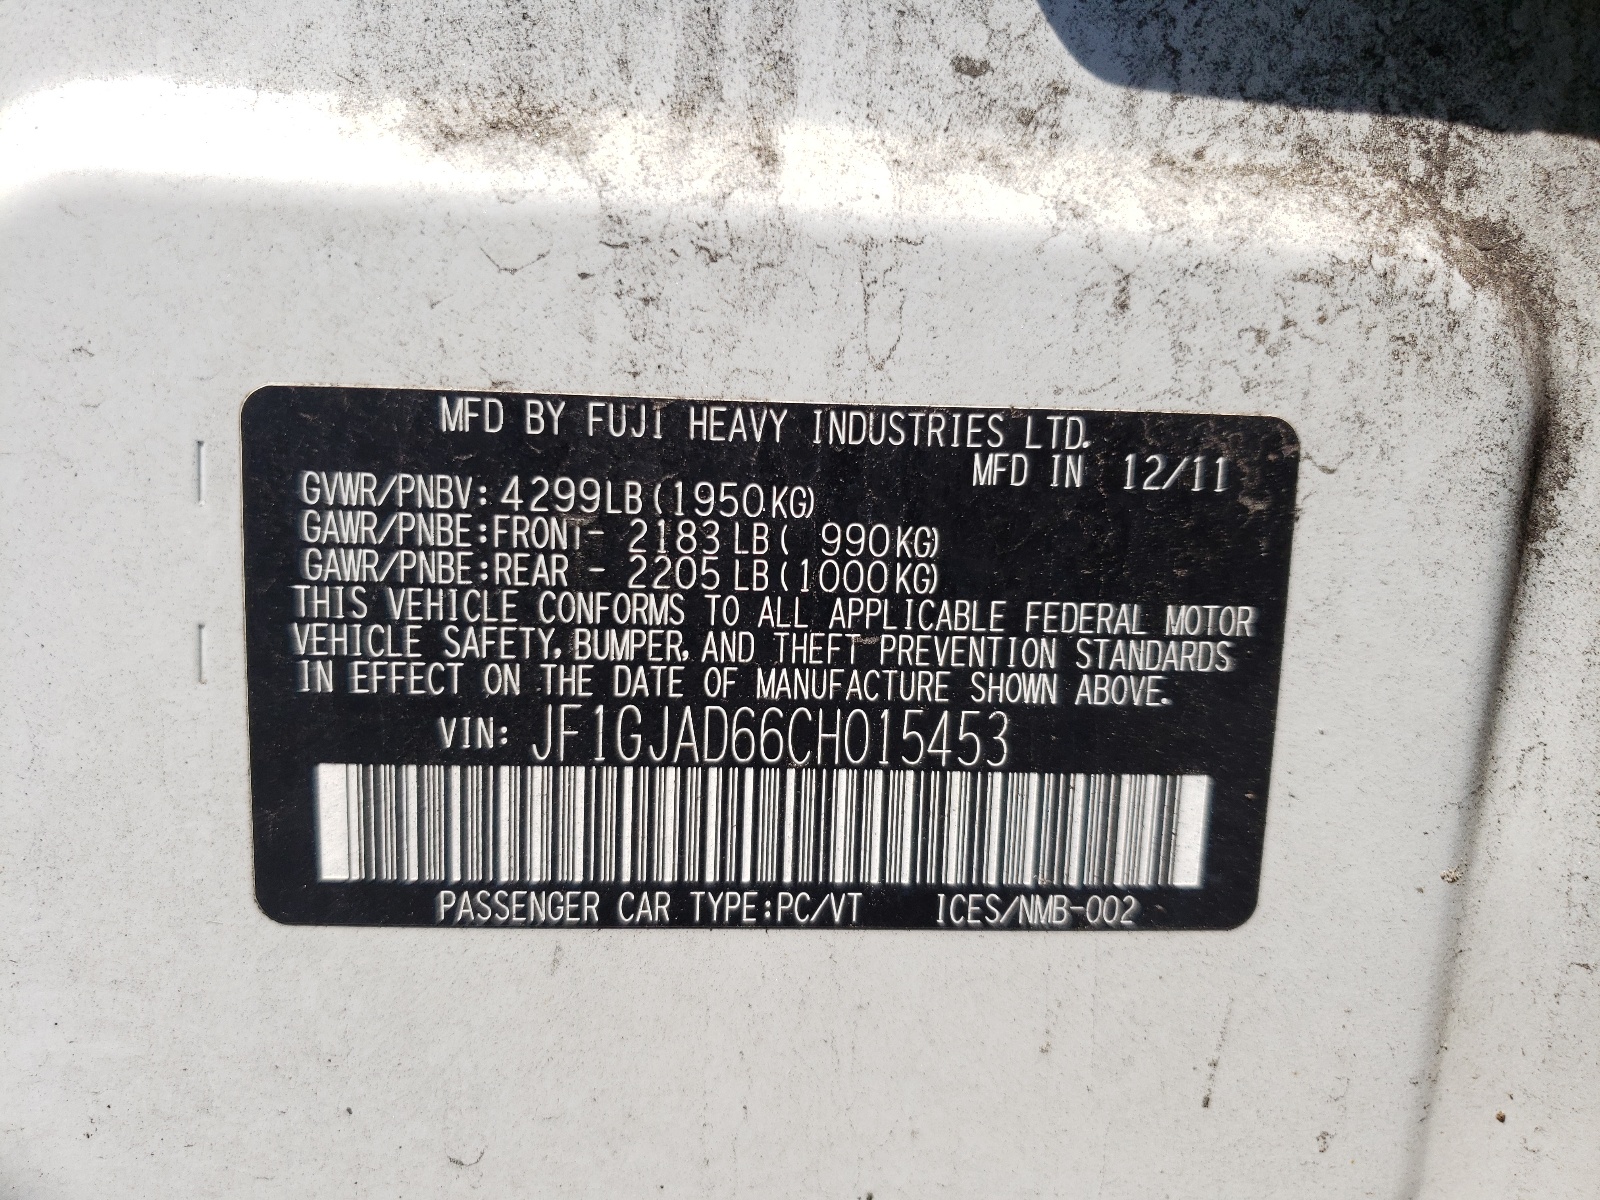 MFD BY FUJI HEAVY INDUSTRIES LTD.
MFD IN 12/11
GVWR/PNBV: 4299LB (1950KG)
GAWR/PNBE:FRONT- 2183 LB ( 990KG)
GAWR/PNBE:REAR - 2205 LB (1000KG)
THIS VEHICLE CONFORMS TO ALL APPLICABLE FEDERAL MOTOR
VEHICLE SAFETY, BUMPER, AND THEFT PREVENTION STANDARDS
IN EFFECT ON THE DATE OF MANUFACTURE SHOWN ABOVE.
VIN: JF1GJAD66CH015453
PASSENGER CAR TYPE:PC/VT ICES/NMB-002